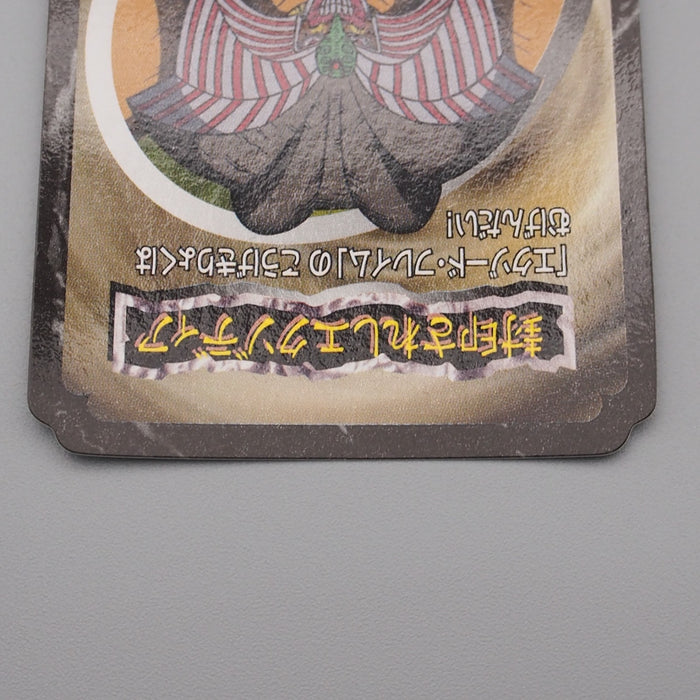 封印されしエクゾディア
「エクゾード・フレイム」の こうげきりょくは
むげんだい!